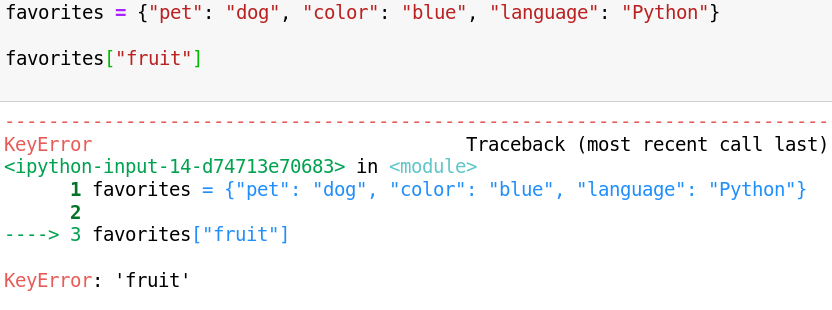 favorites = {"pet": "dog", "color": "blue", "language": "Python"}
favorites["fruit"]
---------------------------------------------------------------------------
KeyError                                  Traceback (most recent call last)
<ipython-input-14-d74713e70683> in <module>
      1 favorites = {"pet": "dog", "color": "blue", "language": "Python"}
      2
----> 3 favorites["fruit"]
KeyError: 'fruit'